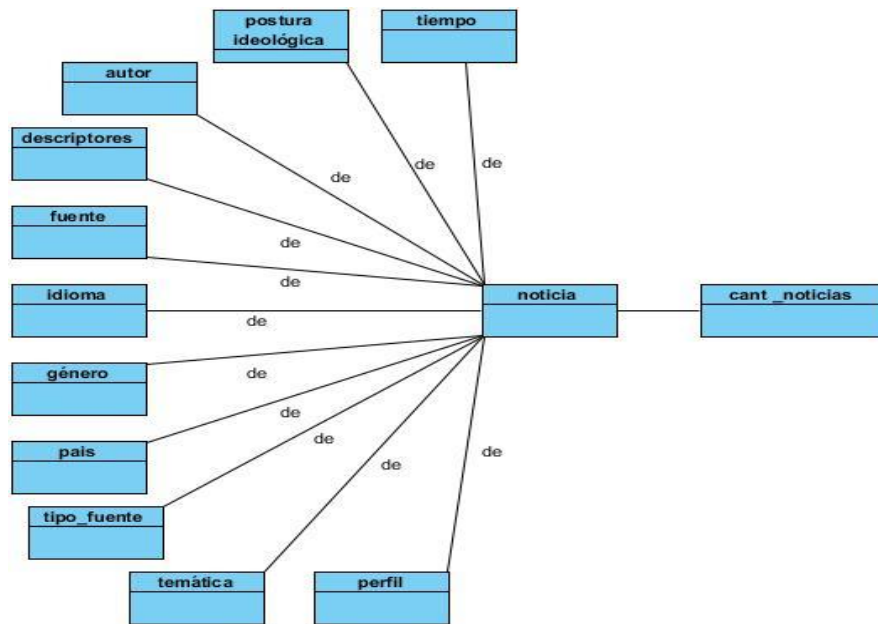 postura
ideológica
tiempo
autor
descriptores
de
de
de
fuente
de
de
idioma
noticia
cant _noticias
de
género
de
pais
de
de
de
de
tipo_fuente
temática
perfil